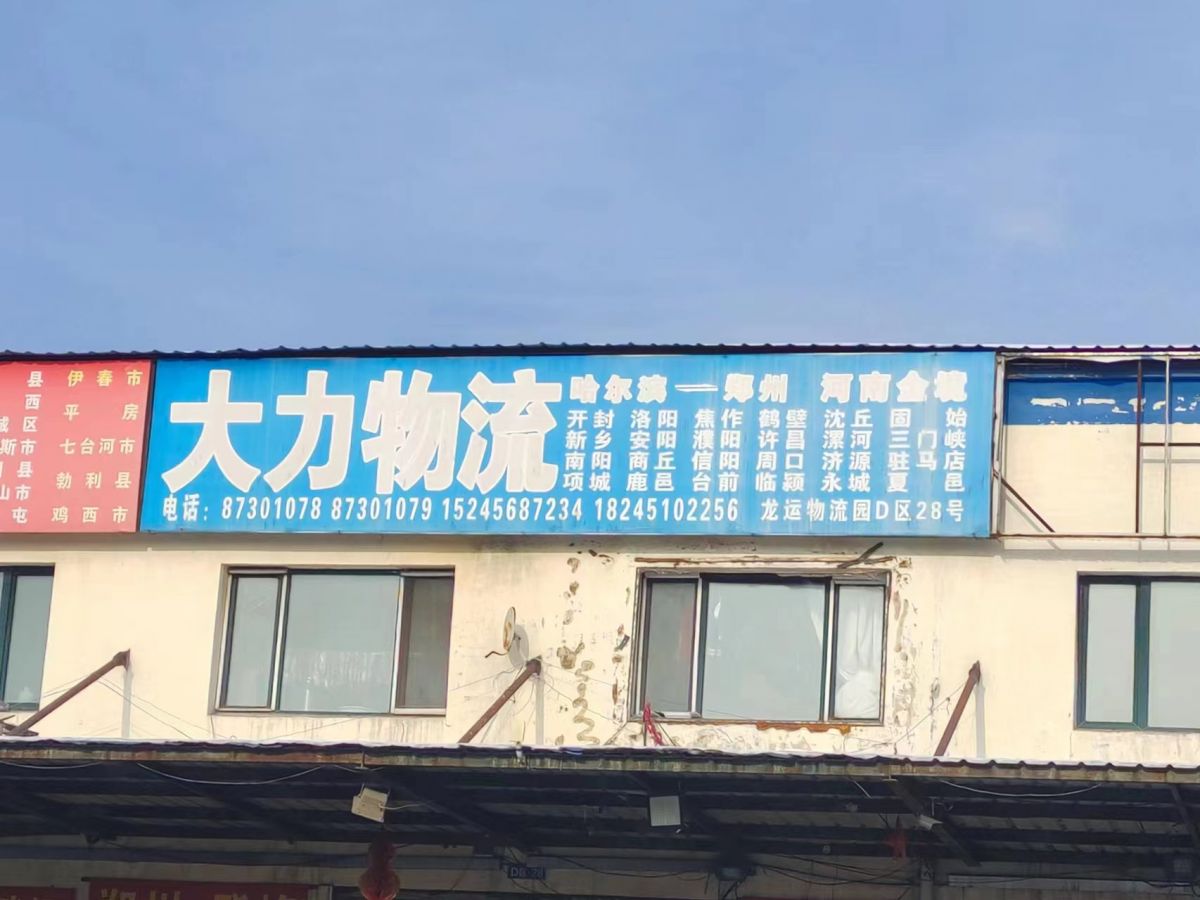 县 伊春市
西 平房
城区
斯市 七台河市
县 勃利县
山市
屯 鸡西市
大力物流
哈尔滨—郑州 河南全境
开封 洛阳 焦作 鹤壁 沈丘 固始
新乡 安阳 濮阳 许昌 漯河 三门峡
南阳 商丘 信阳 周口 济源 驻马店
项城 鹿邑 台前 临颍 永城 夏邑
电话：87301078 87301079 15245687234 18245102256 龙运物流园D区28号